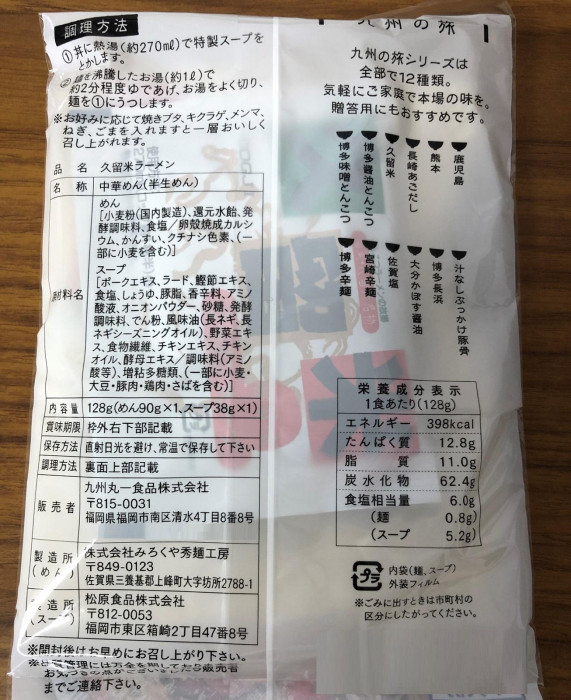 調理方法
①丼に熱湯(約270mℓ)で特製スープを
とかします。
②麺を沸騰したお湯(約1ℓ)で
約2分程度ゆであげ、お湯をよく切り、
麺を①にうつします。
※お好みに応じて焼きブタ、キクラゲ、メンマ、
ねぎ、ごまを入れますと一層おいしく
召し上がれます。
品名 久留米ラーメン
名称 中華めん(半生めん)
原材料名
めん
[小麦粉(国内製造)、還元水飴、発
酵調味料、食塩/卵殻焼成カルシ
ウム、かんすい、クチナシ色素、(一
部に小麦を含む)]
スープ
[ポークエキス、ラード、鰹節エキス、
食塩、しょうゆ、豚脂、香辛料、アミノ
酸液、オニオンパウダー、砂糖、発酵
調味料、でん粉、風味油(長ネギ、長
ネギシーズニングオイル)、野菜エキ
ス、食物繊維、チキンエキス、チキン
オイル、酵母エキス/調味料(アミノ
酸等)、増粘多糖類、(一部に小麦・
大豆・豚肉・鶏肉・さばを含む)]
内容量 128g(めん90g×1、スープ38g×1)
賞味期限 枠外右下部記載
保存方法 直射日光を避け、常温で保存して下さい
調理方法 裏面上部記載
販売者
九州丸一食品株式会社
〒815-0031
福岡県福岡市南区清水4丁目8番8号
製造所(めん)
株式会社みろくや秀麺工房
〒849-0123
佐賀県三養基郡上峰町大字坊所2788-1
製造所(スープ)
松原食品株式会社
〒812-0053
福岡市東区箱崎2丁目47番8号
※開封後はお早めにお召し上がり下さい。
までご連絡下さい。
九州の旅
九州の旅シリーズは
全部で12種類。
気軽にご家庭で本場の味を。
贈答用にもおすすめです。
鹿児島
熊本
長崎あごだし
久留米
博多醤油とんこつ
博多味噌とんこつ
汁なしぶっかけ豚骨
博多長浜
大分かぼす醤油
佐賀塩
宮崎辛麺
博多辛麺
栄養成分表示
1食あたり(128g)
エネルギー 398kcal
たんぱく質 12.8g
脂質 11.0g
炭水化物 62.4g
食塩相当量 6.0g
(麺 0.8g)
(スープ 5.2g)
プラ
内袋(麺、スープ)
外装フィルム
※ごみに出すときは市町村の
区分にしたがってください。